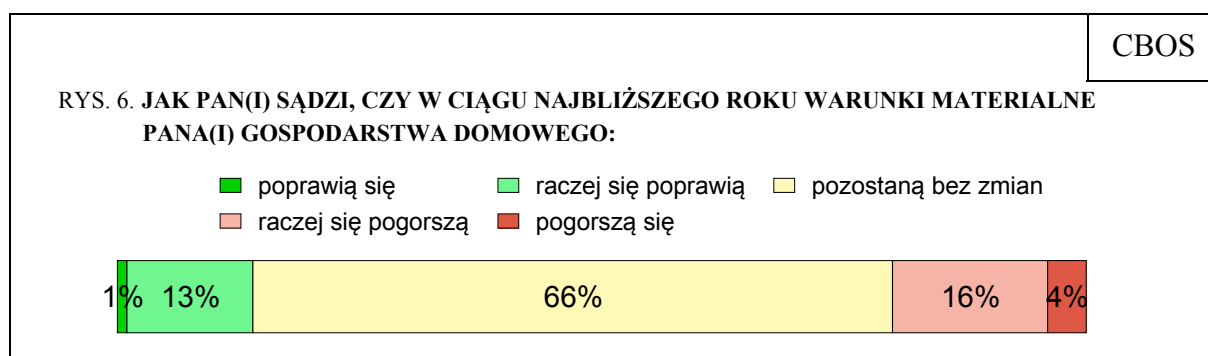 CBOS
RYS. 6. JAK PAN(I) SĄDZI, CZY W CIĄGU NAJBLIŻSZEGO ROKU WARUNKI MATERIALNE
PANA(I) GOSPODARSTWA DOMOWEGO:
poprawią się raczej się poprawią pozostaną bez zmian
raczej się pogorszą pogorszą się
1% 13% 66% 16% 4%